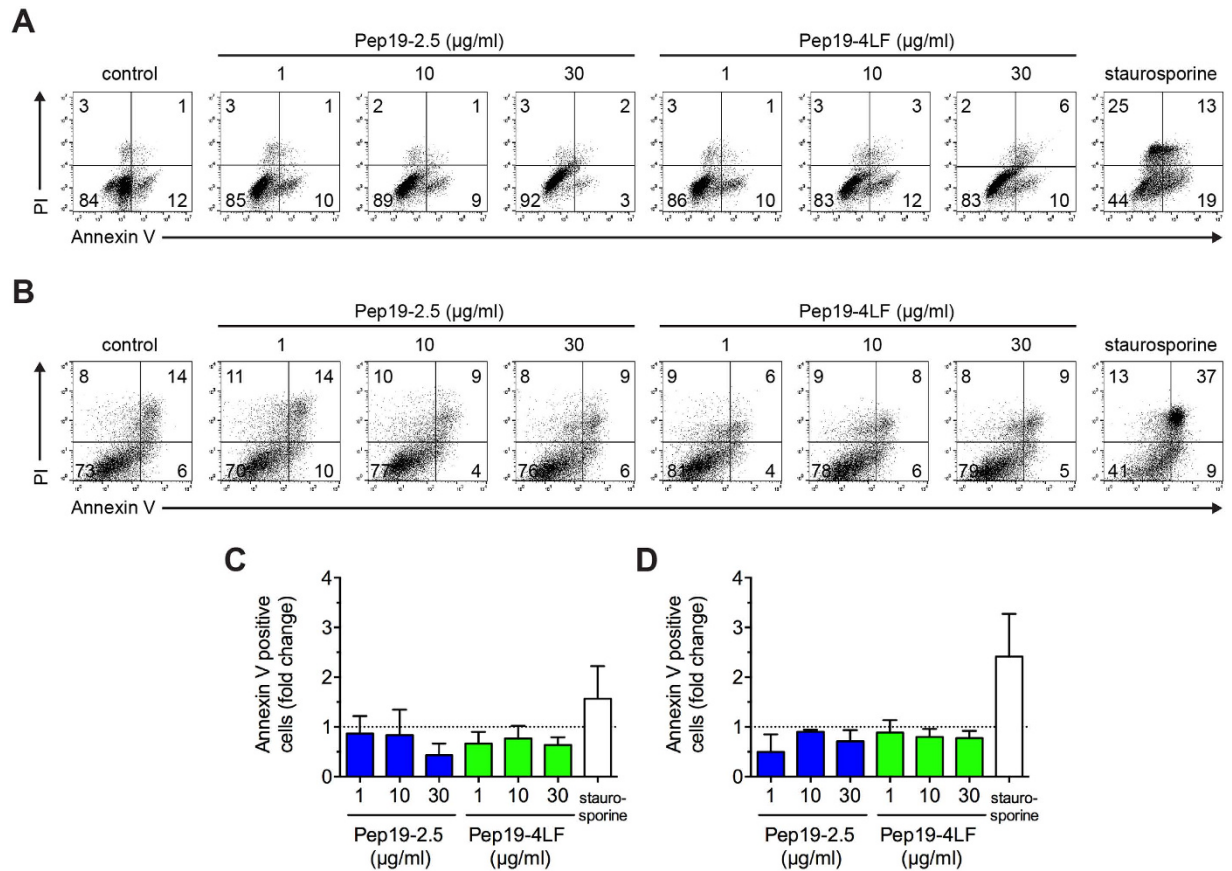 A
Pep19-2.5 (µg/ml) Pep19-4LF (µg/ml)
control 1 10 30 1 10 30 staurosporine
3 1 3 1 2 1 3 2 3 1 3 3 2 6 25 13
PI
84 12 85 10 89 9 92 3 86 10 83 12 83 10 44 19
Annexin V
B
Pep19-2.5 (µg/ml) Pep19-4LF (µg/ml)
control 1 10 30 1 10 30 staurosporine
8 14 11 14 10 9 8 9 9 6 9 8 8 9 13 37
PI
73 6 70 10 77 4 76 6 81 4 78 6 79 5 41 9
Annexin V
C
Annexin V positive
cells (fold change)
4
3
2
1
0
1 10 30 1 10 30 stauro-
sporine
Pep19-2.5 Pep19-4LF
(µg/ml) (µg/ml)
D
Annexin V positive
cells (fold change)
4
3
2
1
0
1 10 30 1 10 30 stauro-
sporine
Pep19-2.5 Pep19-4LF
(µg/ml) (µg/ml)